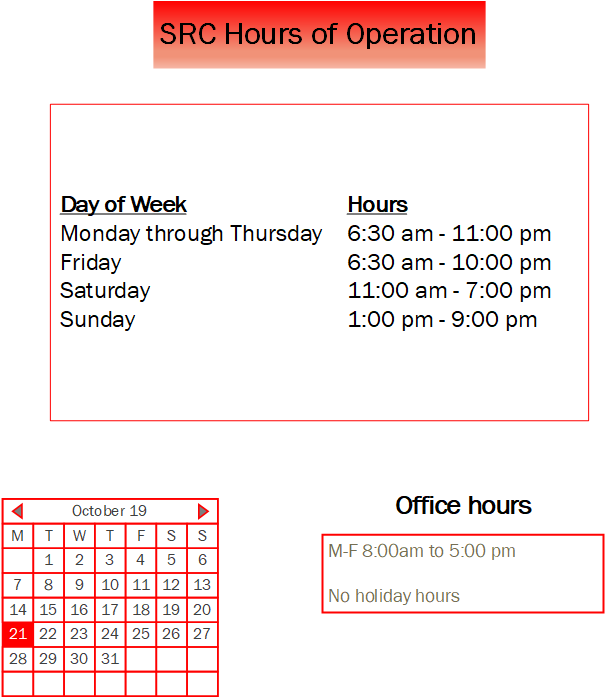 SRC Hours of Operation
Day of Week Hours
Monday through Thursday 6:30 am - 11:00 pm
Friday 6:30 am - 10:00 pm
Saturday 11:00 am - 7:00 pm
Sunday 1:00 pm - 9:00 pm
October 19
M T W T F S S
1 2 3 4 5 6
7 8 9 10 11 12 13
14 15 16 17 18 19 20
21 22 23 24 25 26 27
28 29 30 31
Office hours
M-F 8:00am to 5:00 pm
No holiday hours